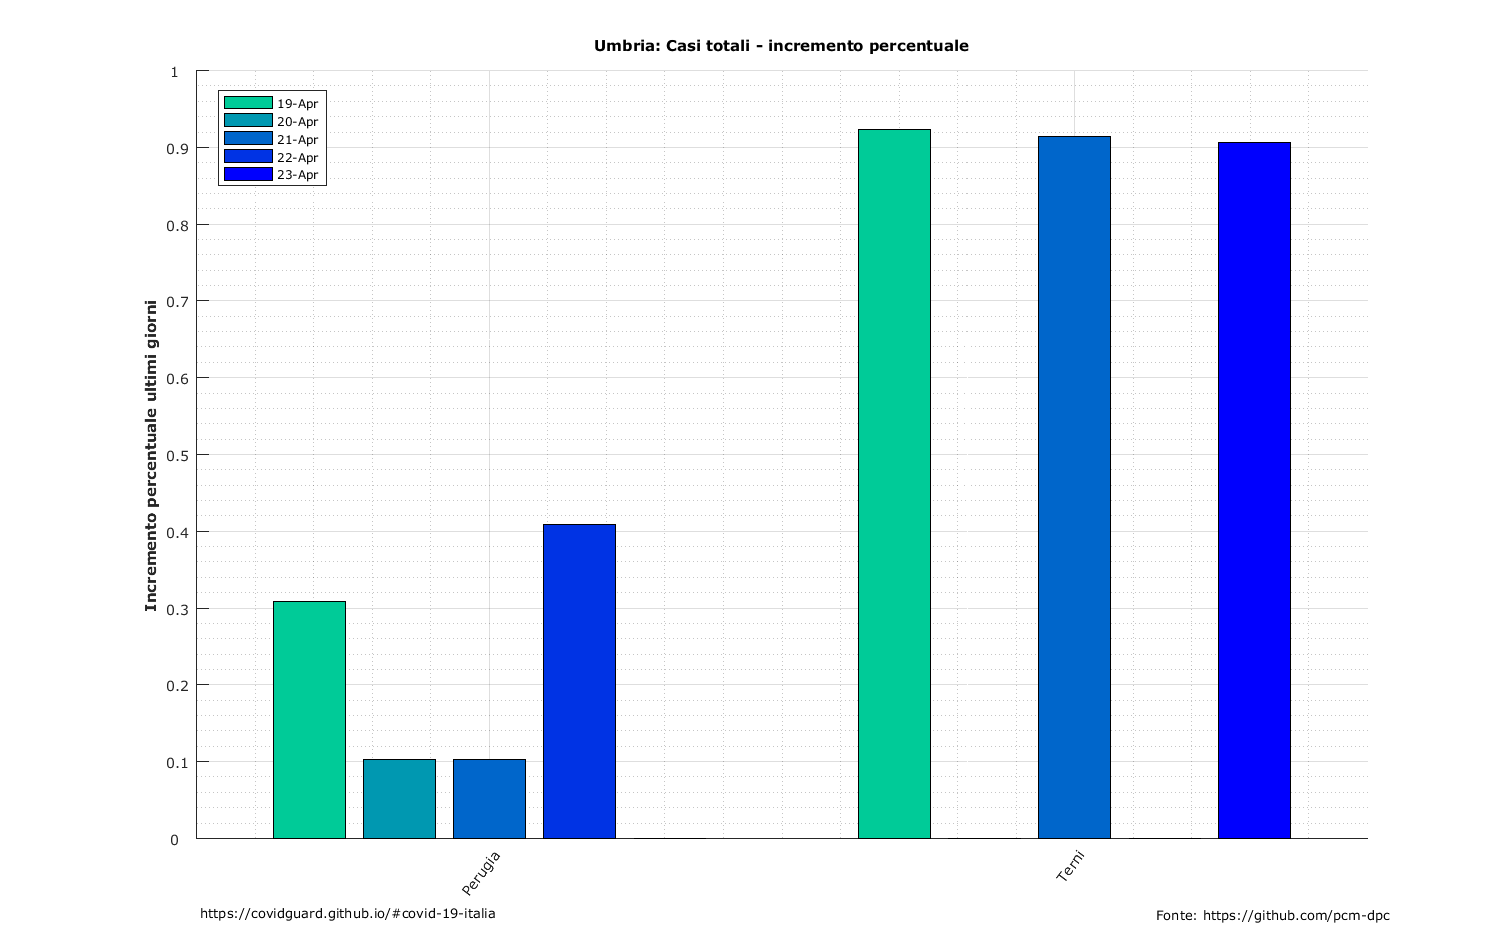 Umbria: Casi totali - incremento percentuale
1
0.9
0.8
0.7
0.6
0.5
0.4
0.3
0.2
0.1
0
Incremento percentuale ultimi giorni
19-Apr
20-Apr
21-Apr
22-Apr
23-Apr
Perugia
Terni
https://covidguard.github.io/#covid-19-italia
Fonte: https://github.com/pcm-dpc